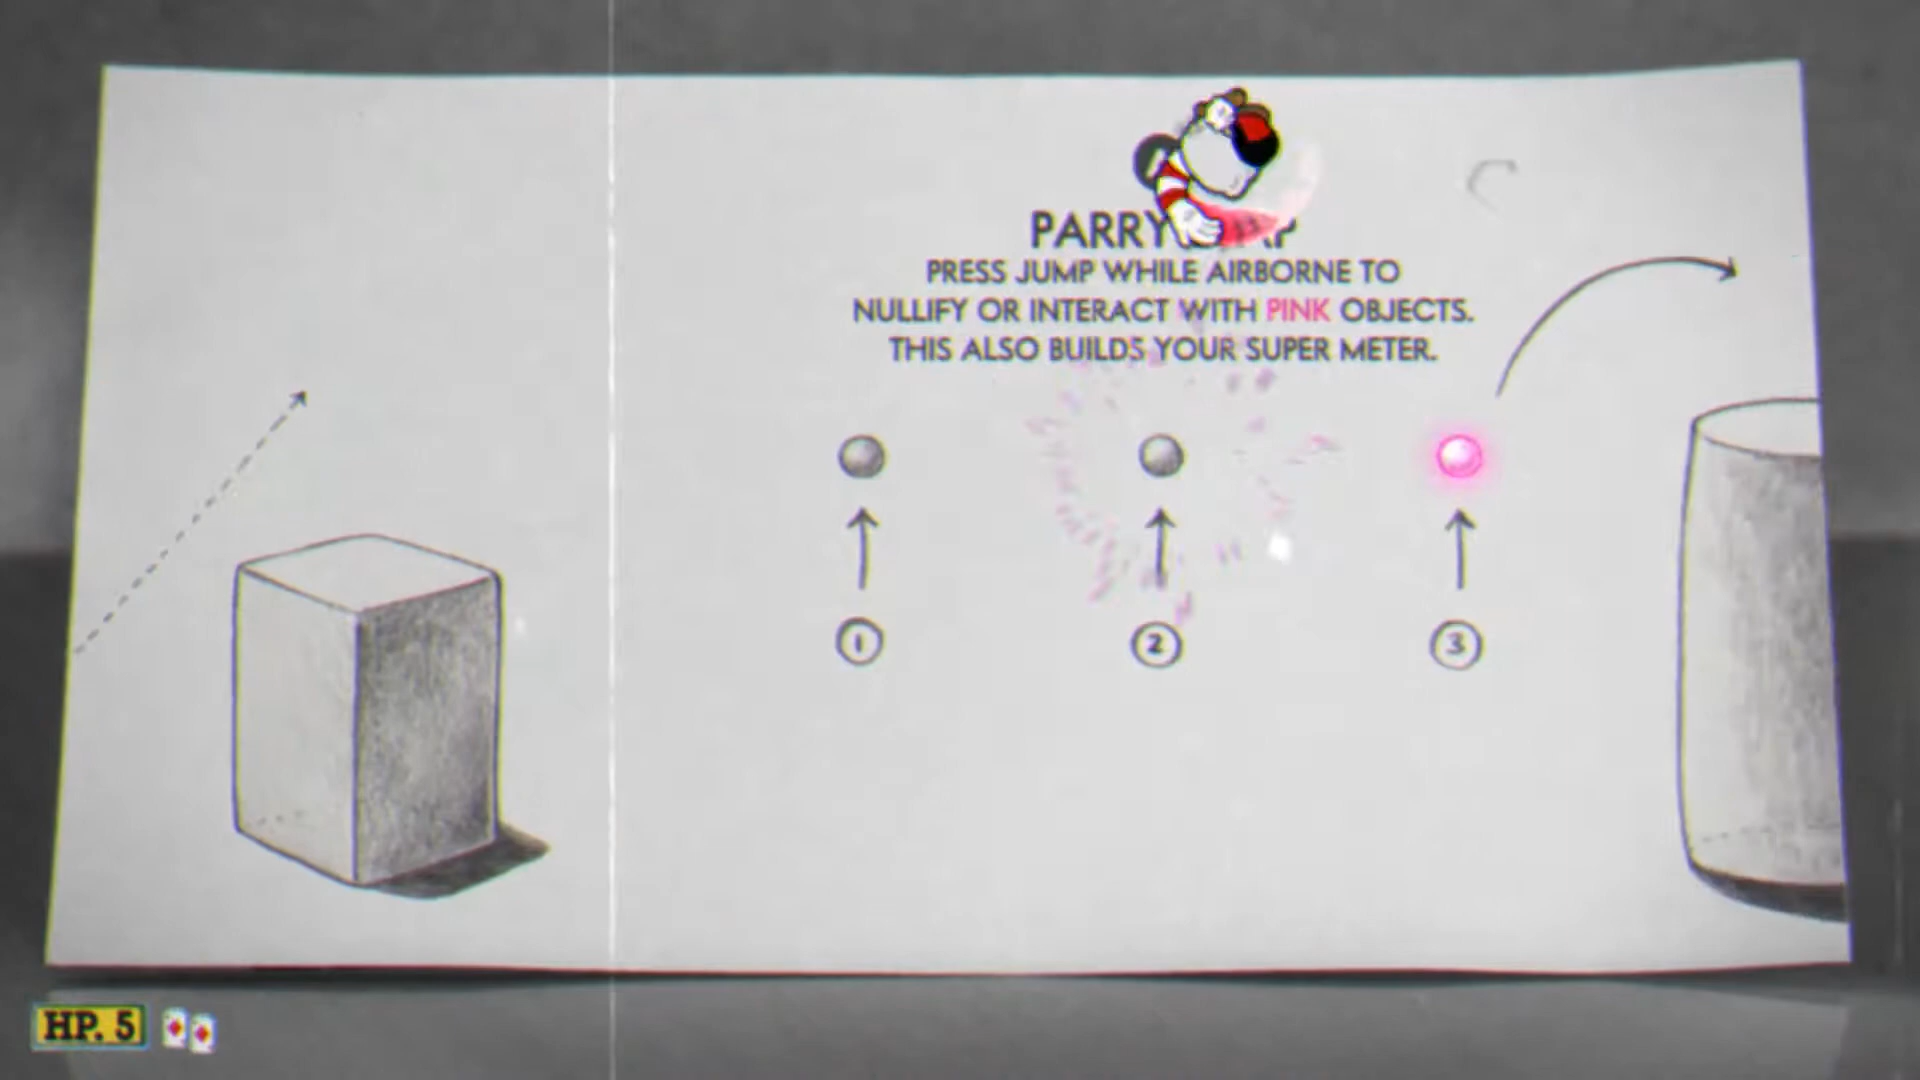 PARRY
PRESS JUMP WHILE AIRBORNE TO
NULLIFY OR INTERACT WITH PINK OBJECTS.
THIS ALSO BUILDS YOUR SUPER METER.
1 2 3
HP. 5